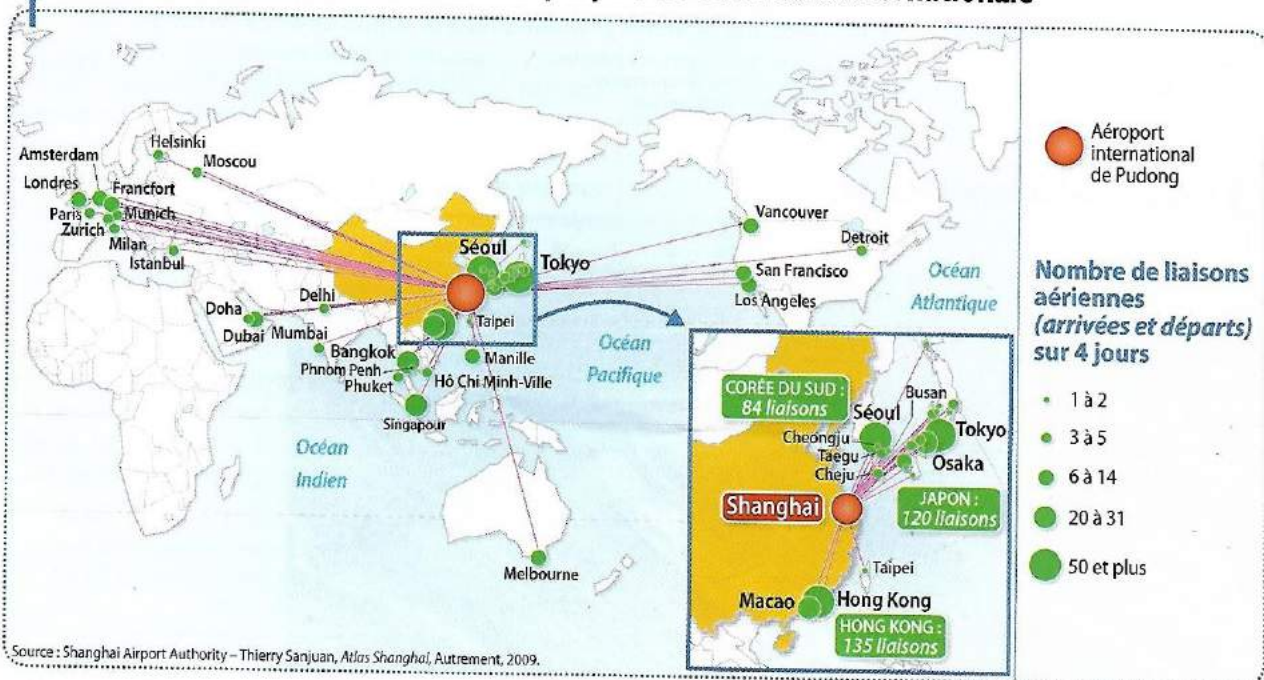 Helsinki
Amsterdam
Moscou
Londres
Francfort
Paris
Munich
Zurich
Milan
Istanbul
Doha
Delhi
Dubai
Mumbai
Bangkok
Phnom Penh
Phuket
Hô Chi Minh-Ville
Singapour
Manille
Taipei
Séoul
Tokyo
Melbourne
Vancouver
Detroit
San Francisco
Los Angeles
Océan
Atlantique
Océan
Pacifique
Océan
Indien
CORÉE DU SUD :
84 liaisons
Busan
Séoul
Tokyo
Cheongju
Taegu
Osaka
Cheju
JAPON :
120 liaisons
Shanghai
Taipei
Macao
Hong Kong
HONG KONG :
135 liaisons
Aéroport
international
de Pudong
Nombre de liaisons
aériennes
(arrivées et départs)
sur 4 jours
1 à 2
3 à 5
6 à 14
20 à 31
50 et plus
Source : Shanghai Airport Authority – Thierry Sanjuan, Atlas Shanghai, Autrement, 2009.